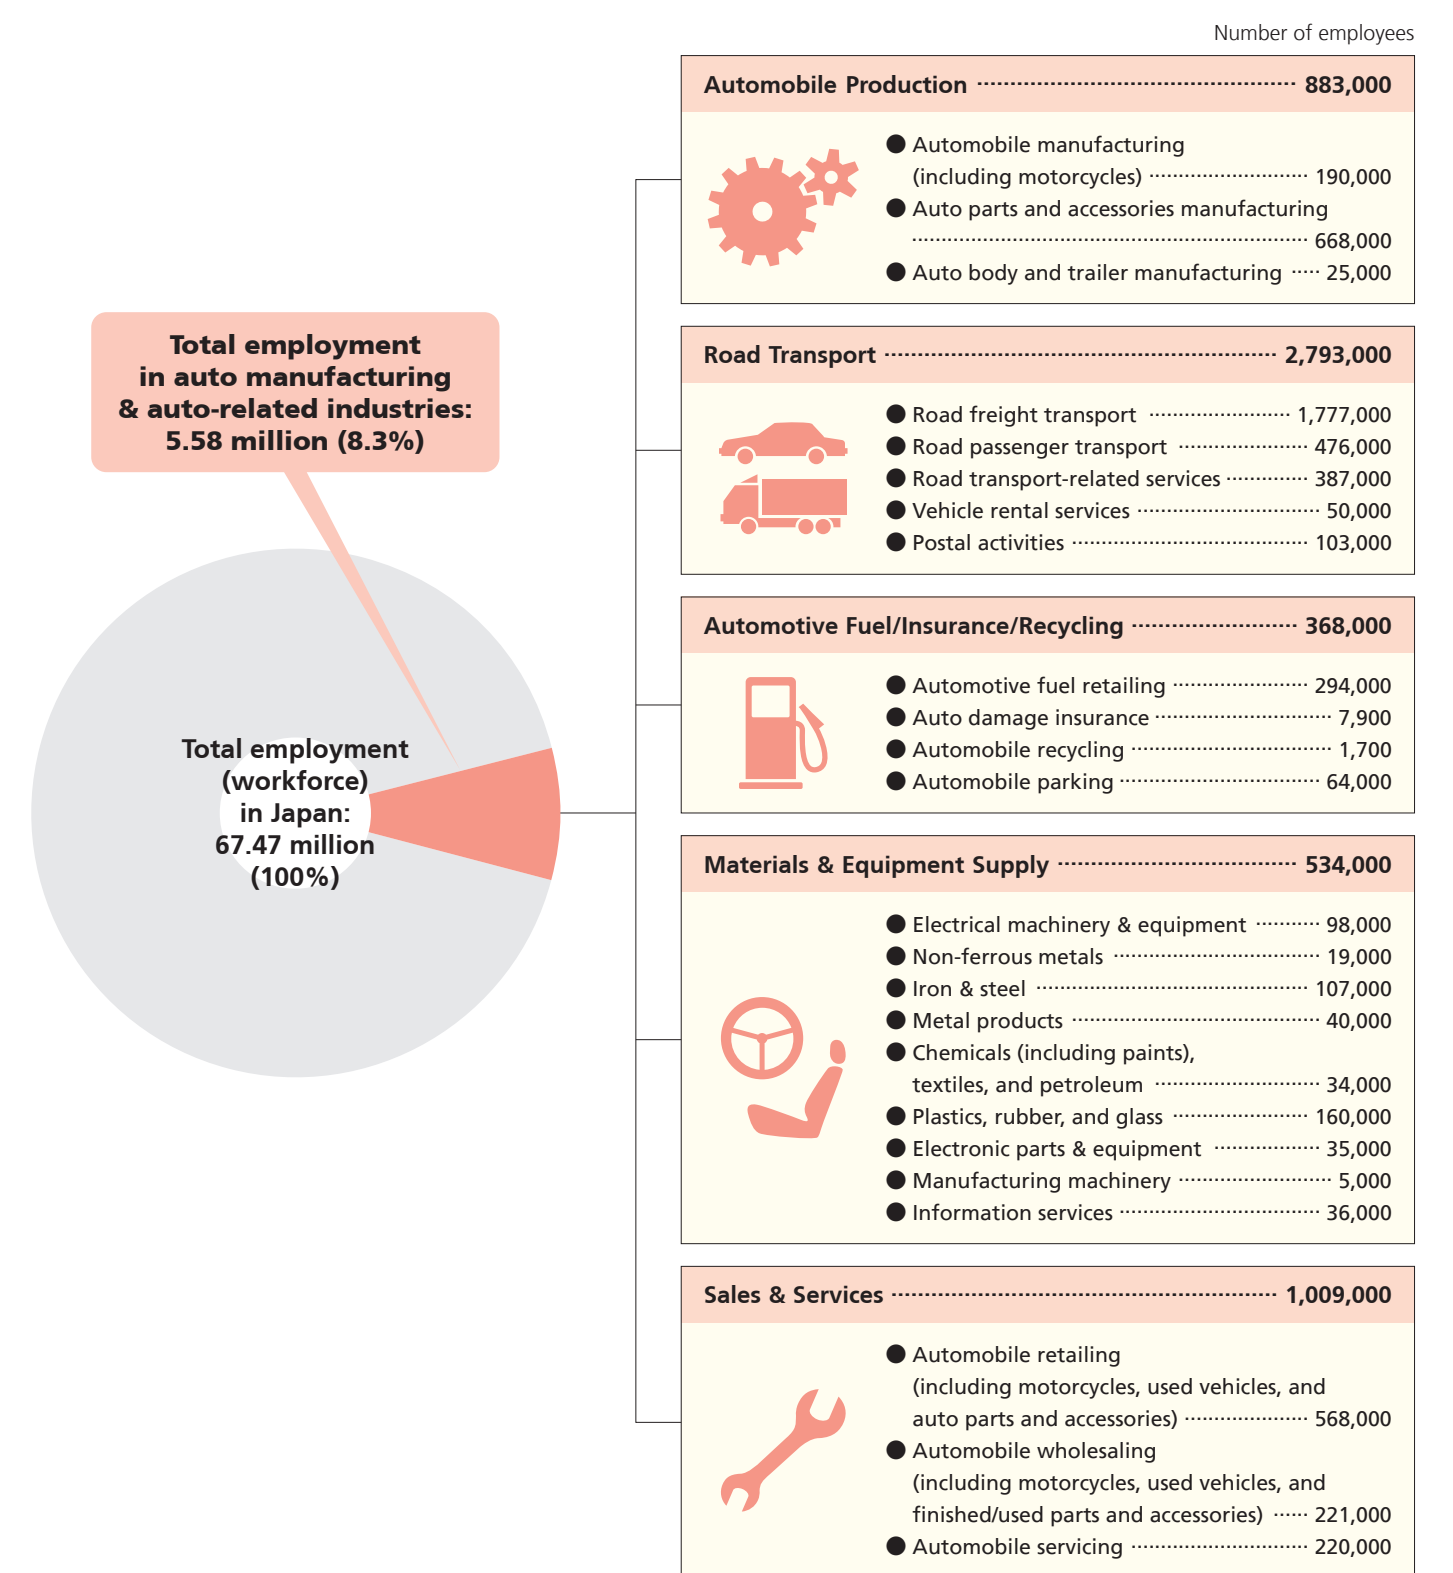 Number of employees
Total employment
in auto manufacturing
& auto-related industries:
5.58 million (8.3%)
Total employment
(workforce)
in Japan:
67.47 million
(100%)
Automobile Production ················ 883,000
● Automobile manufacturing
(including motorcycles) ················ 190,000
● Auto parts and accessories manufacturing
················ 668,000
● Auto body and trailer manufacturing ····· 25,000
Road Transport ················ 2,793,000
● Road freight transport ················ 1,777,000
● Road passenger transport ················ 476,000
● Road transport-related services ·············· 387,000
● Vehicle rental services ················ 50,000
● Postal activities ················ 103,000
Automotive Fuel/Insurance/Recycling ················ 368,000
● Automotive fuel retailing ················ 294,000
● Auto damage insurance ················ 7,900
● Automobile recycling ················ 1,700
● Automobile parking ················ 64,000
Materials & Equipment Supply ················ 534,000
● Electrical machinery & equipment ··········· 98,000
● Non-ferrous metals ················ 19,000
● Iron & steel ················ 107,000
● Metal products ················ 40,000
● Chemicals (including paints),
textiles, and petroleum ················ 34,000
● Plastics, rubber, and glass ················ 160,000
● Electronic parts & equipment ················ 35,000
● Manufacturing machinery ················ 5,000
● Information services ················ 36,000
Sales & Services ················ 1,009,000
● Automobile retailing
(including motorcycles, used vehicles, and
auto parts and accessories) ················ 568,000
● Automobile wholesaling
(including motorcycles, used vehicles, and
finished/used parts and accessories) ······ 221,000
● Automobile servicing ················ 220,000